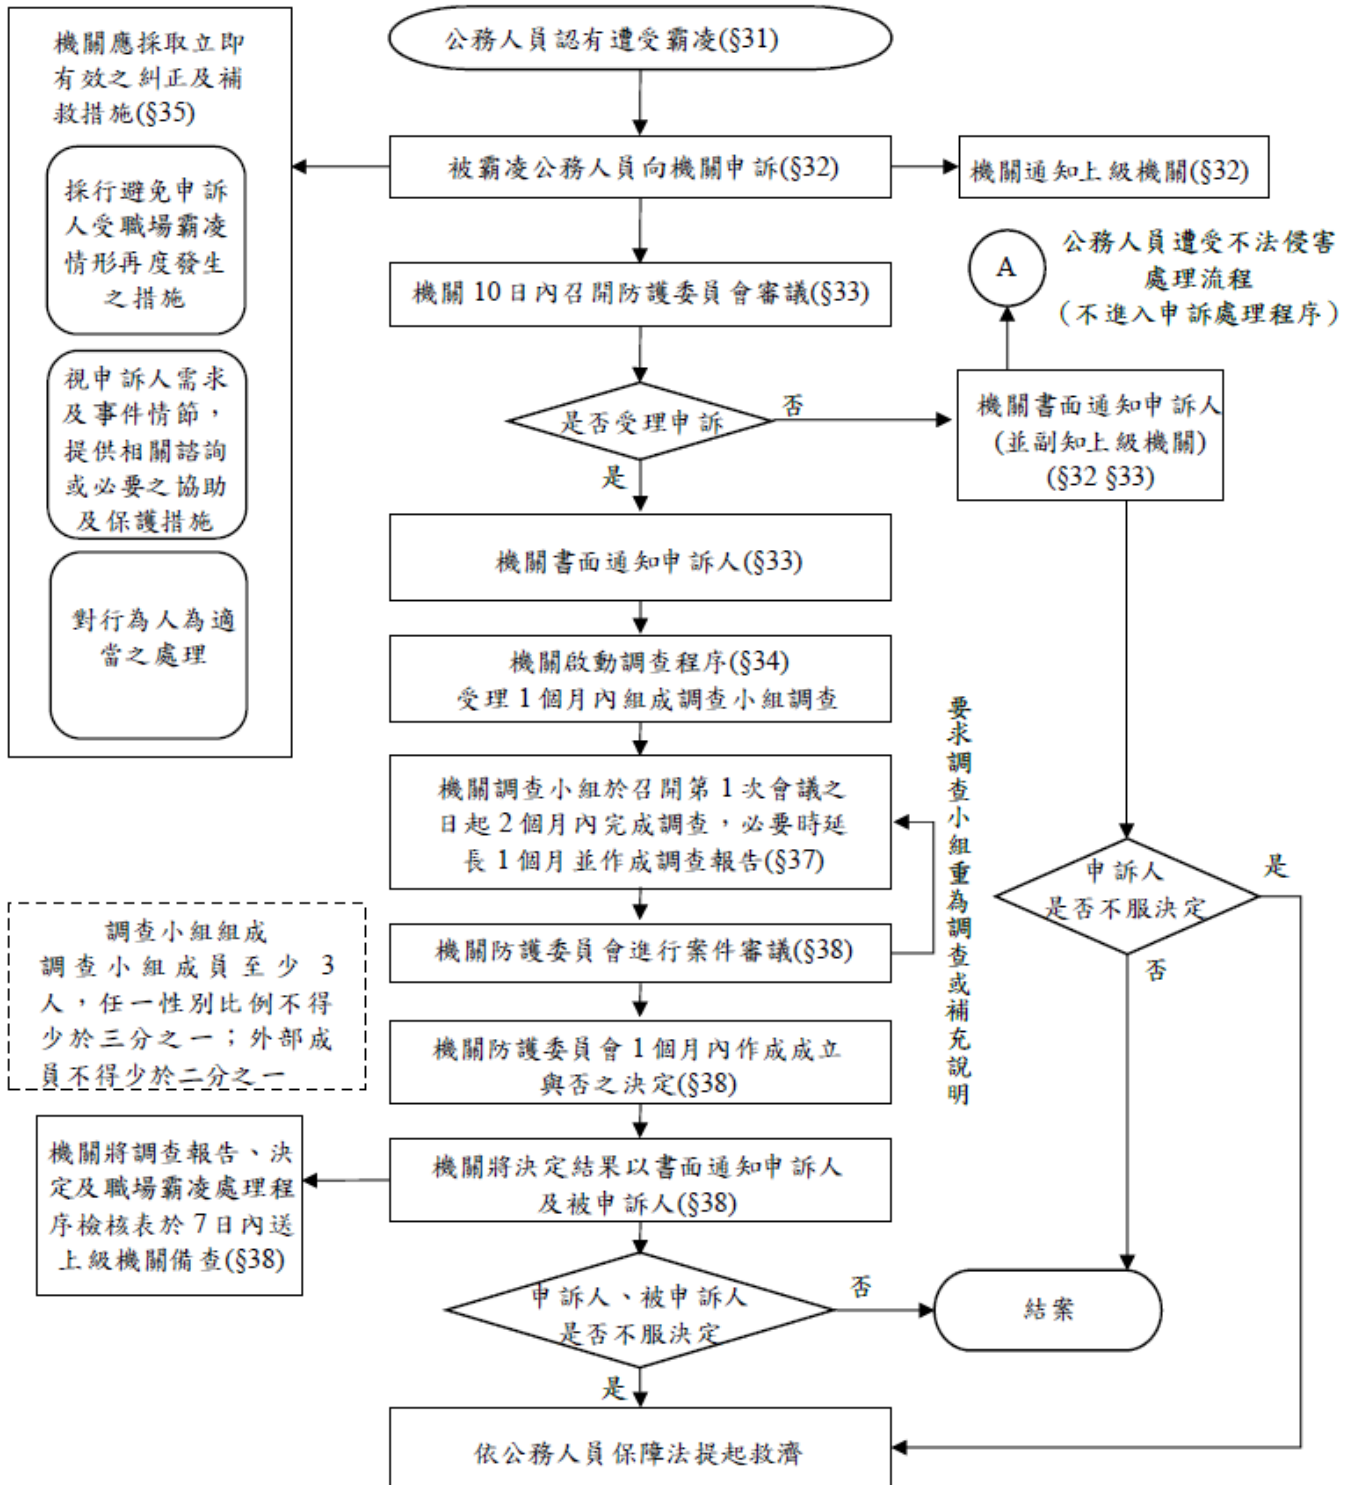 公務人員認有遭受霸凌(§31)
機關應採取立即
有效之糾正及補
救措施(§35)
採行避免申訴
人受職場霸凌
情形再度發生
之措施
視申訴人需求
及事件情節，
提供相關諮詢
或必要之協助
及保護措施
對行為人為適
當之處理
被霸凌公務人員向機關申訴(§32)
機關通知上級機關(§32)
機關 10 日內召開防護委員會審議(§33)
A
公務人員遭受不法侵害
處理流程
（不進入申訴處理程序）
是否受理申訴
否
是
機關書面通知申訴人
(並副知上級機關)
(§32 §33)
機關書面通知申訴人(§33)
機關啟動調查程序(§34)
受理 1 個月內組成調查小組調查
機關調查小組於召開第 1 次會議之
日起 2 個月內完成調查，必要時延
長 1 個月並作成調查報告(§37)
要求調查小組重為調查或補充說明
申訴人
是否不服決定
是
否
調查小組組成
調查小組成員至少 3
人，任一性別比例不得
少於三分之一；外部成
員不得少於二分之一
機關防護委員會進行案件審議(§38)
機關防護委員會 1 個月內作成成立
與否之決定(§38)
機關將決定結果以書面通知申訴人
及被申訴人(§38)
機關將調查報告、決
定及職場霸凌處理程
序檢核表於 7 日內送
上級機關備查(§38)
申訴人、被申訴人
是否不服決定
否
是
結案
依公務人員保障法提起救濟